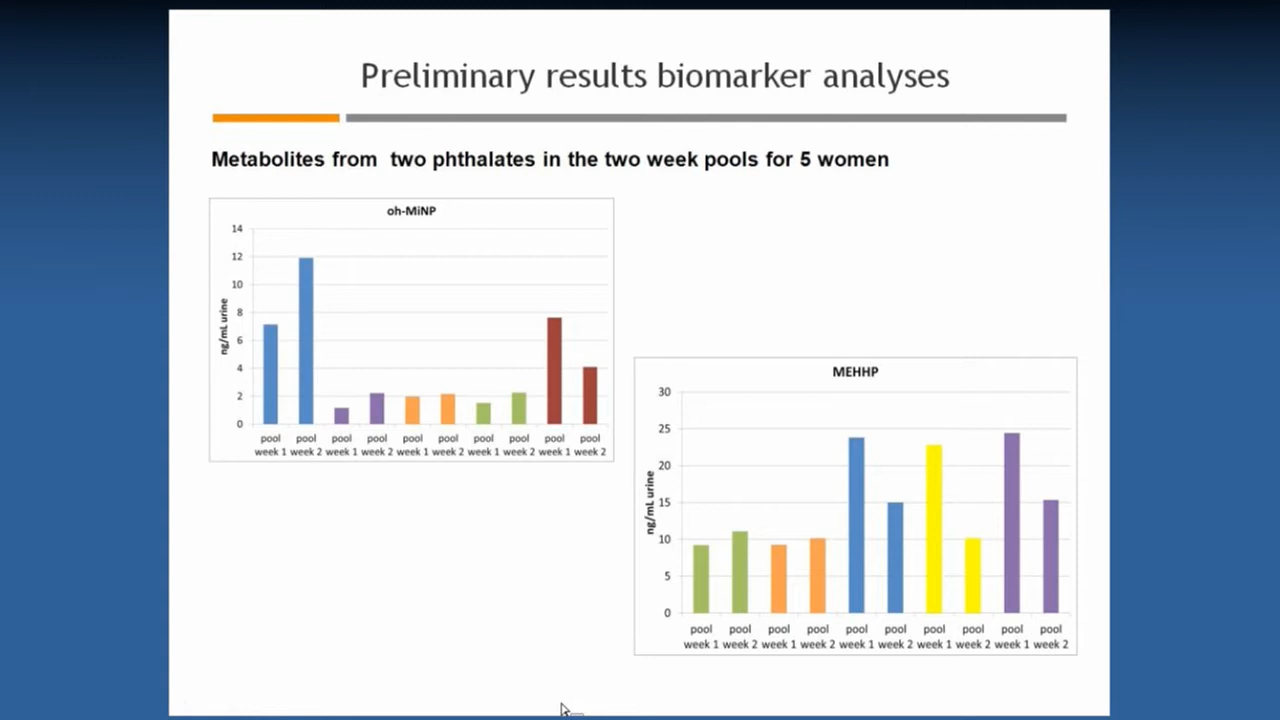 Preliminary results biomarker analyses
Metabolites from two phthalates in the two week pools for 5 women
oh-MiNP
14
12
10
8
6
4
2
0
ng/mL urine
pool pool pool pool pool pool pool pool pool pool
week 1 week 2 week 1 week 2 week 1 week 2 week 1 week 2 week 1 week 2
MEHHP
30
25
20
15
10
5
0
ng/mL urine
pool pool pool pool pool pool pool pool pool pool
week 1 week 2 week 1 week 2 week 1 week 2 week 1 week 2 week 1 week 2